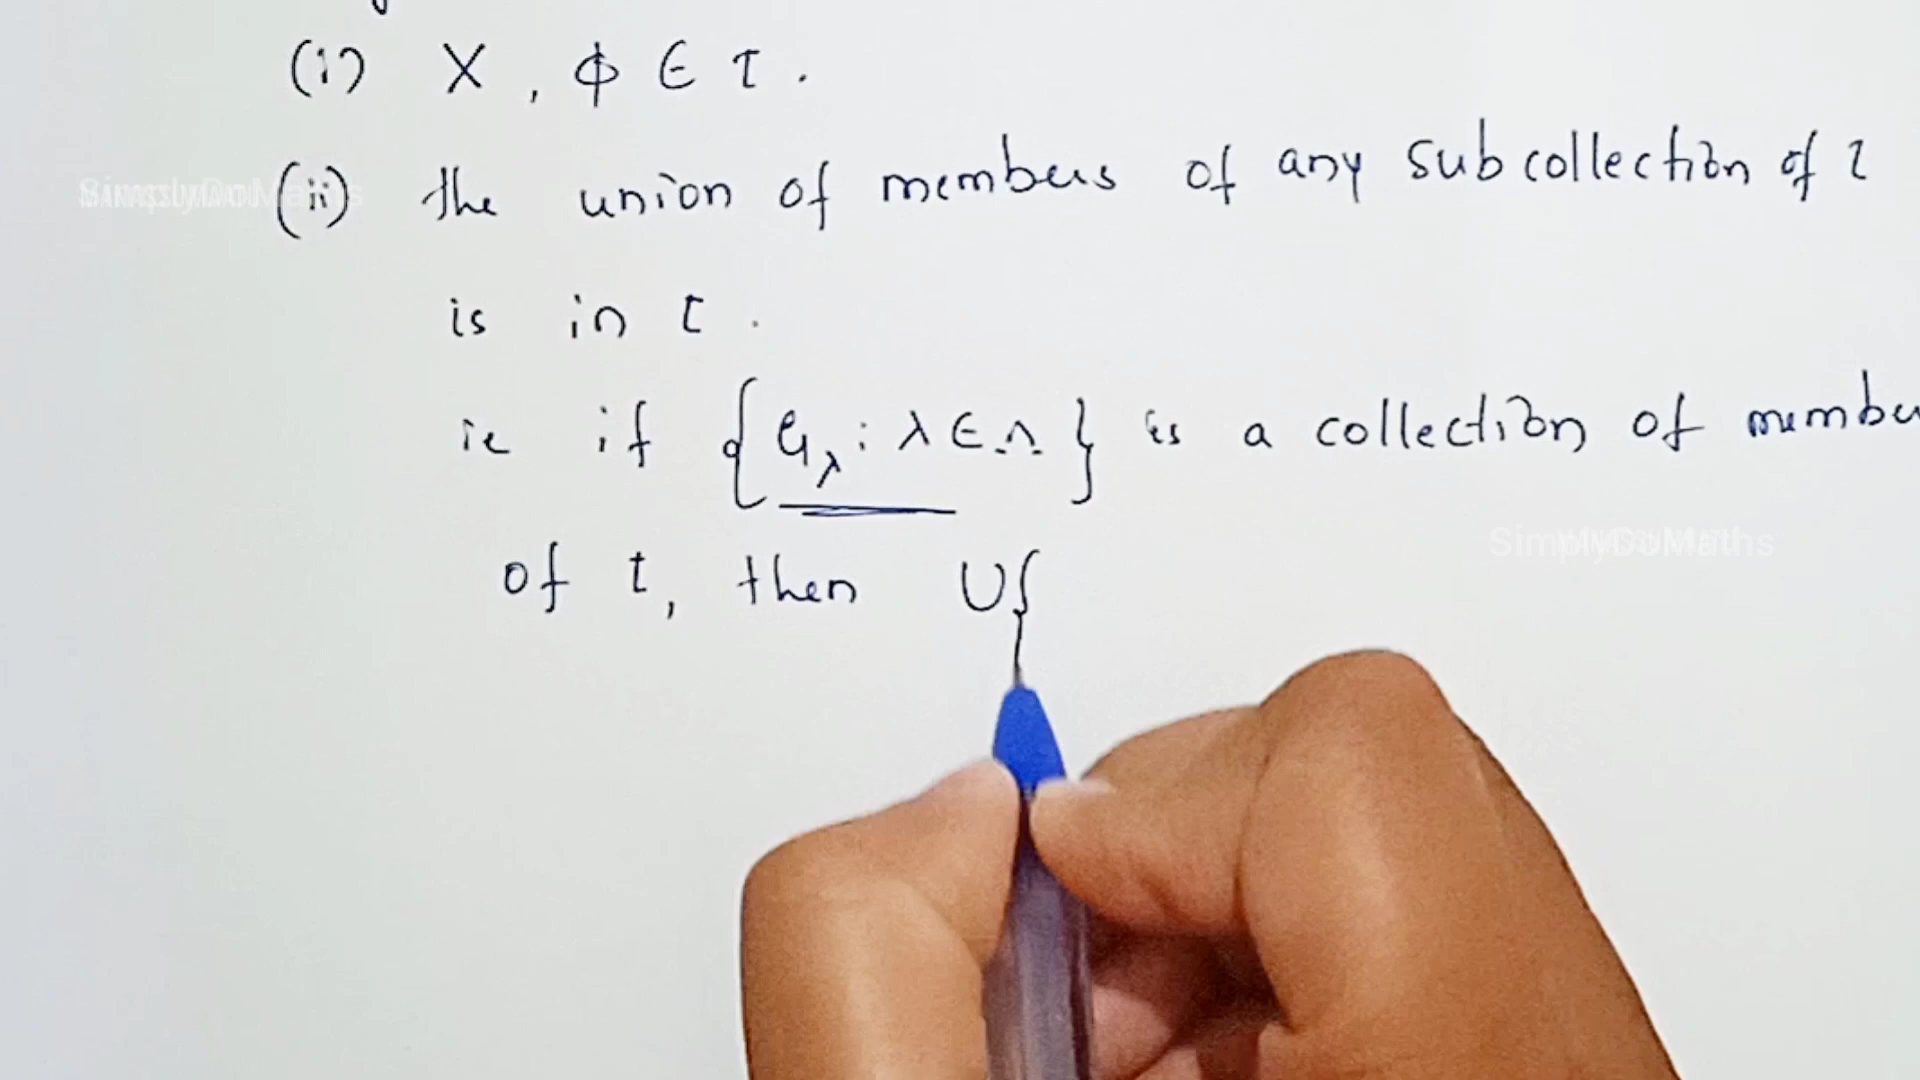 (i) X, ϕ ∈ τ.
(ii) the union of members of any subcollection of τ
is in τ.
ie if {G_λ : λ ∈ Λ} is a collection of membe
of τ, then ∪{
SimplyDoMaths